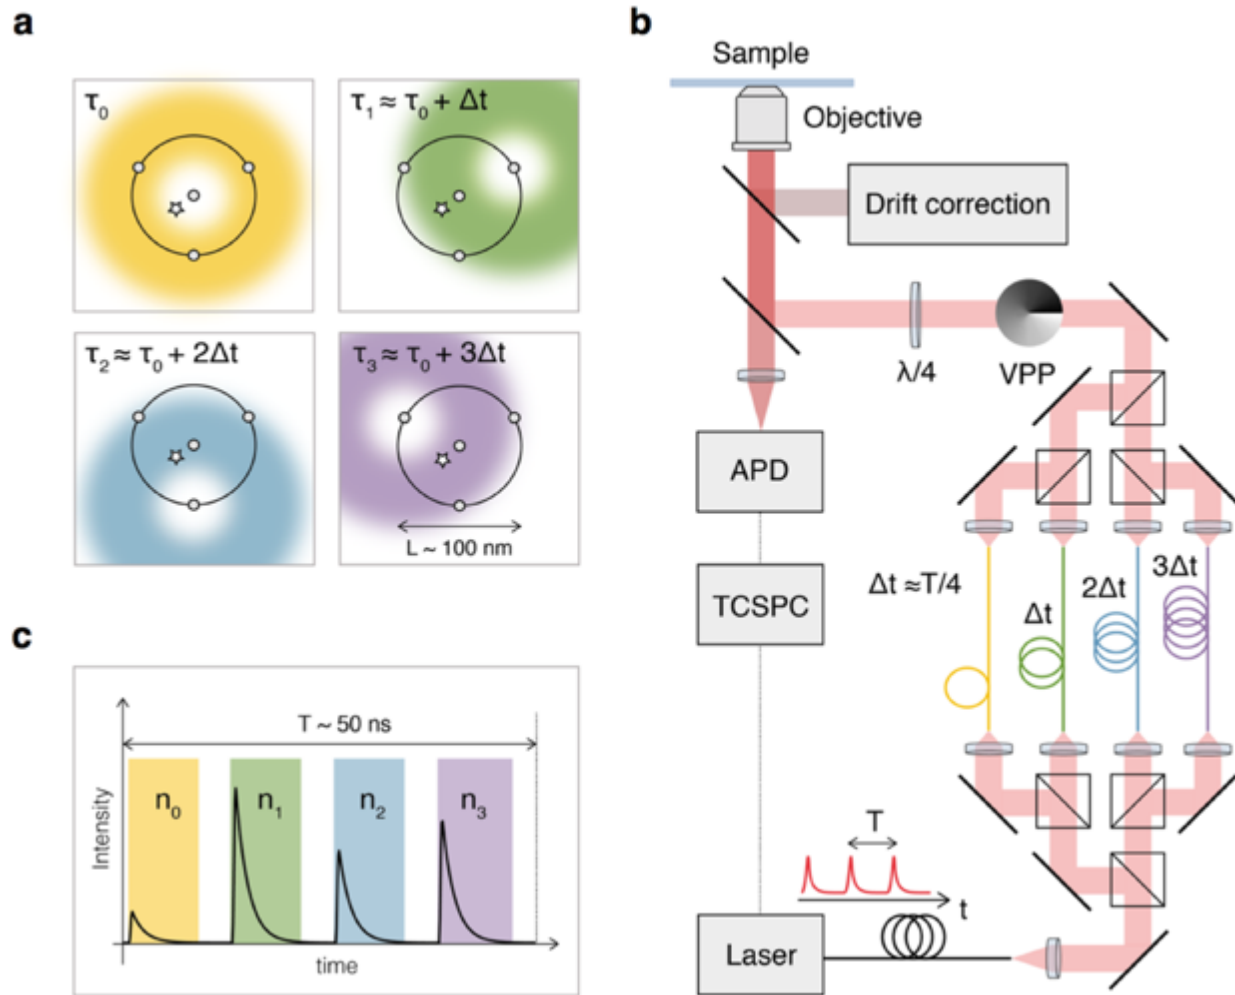 a
τ₀
τ₁ ≈ τ₀ + Δt
τ₂ ≈ τ₀ + 2Δt
τ₃ ≈ τ₀ + 3Δt
L ~ 100 nm
b
Sample
Objective
Drift correction
λ/4
VPP
APD
TCSPC
Δt ≈T/4
Δt
2Δt
3Δt
T
t
Laser
c
T ~ 50 ns
n₀
n₁
n₂
n₃
Intensity
time